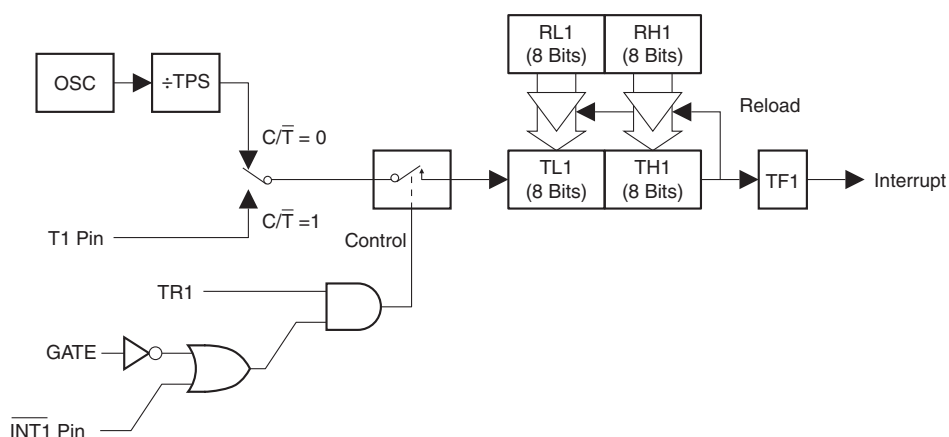 RL1
(8 Bits)
RH1
(8 Bits)
OSC
÷TPS
Reload
C/T̅ = 0
TL1
(8 Bits)
TH1
(8 Bits)
TF1
Interrupt
C/T̅ =1
T1 Pin
Control
TR1
GATE
I̅N̅T̅1̅ Pin